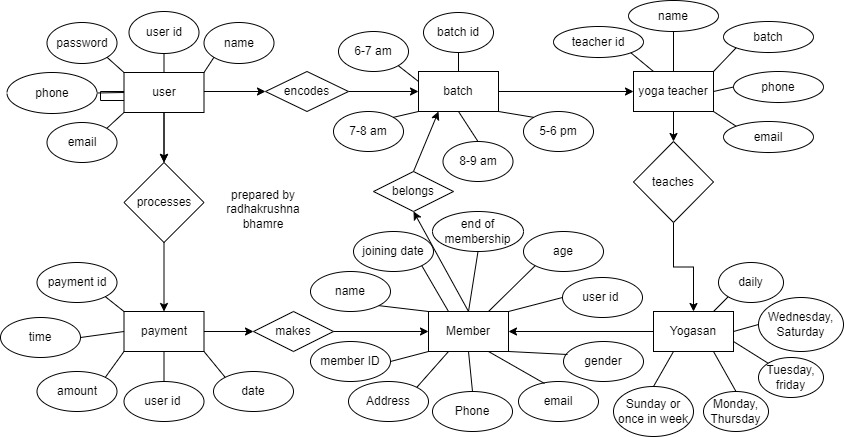 name
user id
batch id
password
name
teacher id
batch
6-7 am
phone
user
encodes
batch
yoga teacher
phone
7-8 am
5-6 pm
email
email
8-9 am
processes
prepared by
radhakrushna
bhamre
belongs
teaches
end of
membership
joining date
age
payment id
daily
name
user id
Wednesday,
Saturday
time
payment
makes
Member
Yogasan
member ID
gender
Tuesday,
friday
amount
user id
date
Address
Phone
email
Sunday or
once in week
Monday,
Thursday